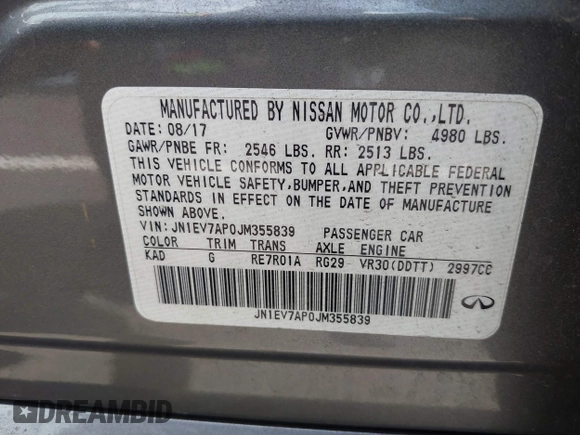 MANUFACTURED BY NISSAN MOTOR CO.,LTD.
DATE: 08/17 GVWR/PNBV: 4980 LBS.
GAWR/PNBE FR: 2546 LBS. RR: 2513 LBS.
THIS VEHICLE CONFORMS TO ALL APPLICABLE FEDERAL
MOTOR VEHICLE SAFETY,BUMPER,AND THEFT PREVENTION
STANDARDS IN EFFECT ON THE DATE OF MANUFACTURE
SHOWN ABOVE.
VIN: JN1EV7AP0JM355839 PASSENGER CAR
COLOR TRIM TRANS AXLE ENGINE
KAD G RE7R01A RG29 VR30(DDTT) 2997CC
JN1EV7AP0JM355839
DREAMBID